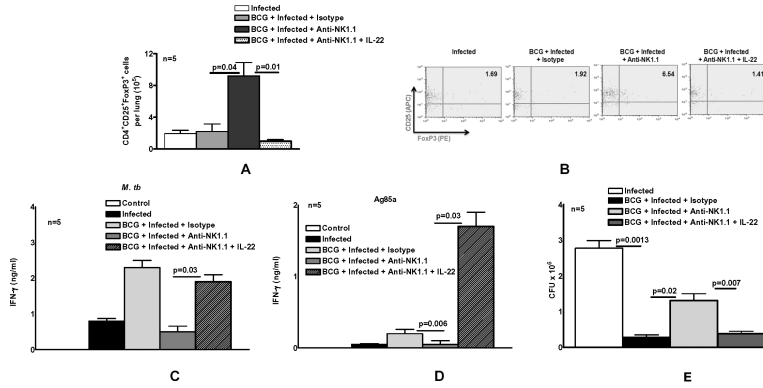 Infected
BCG + Infected + Isotype
BCG + Infected + Anti-NK1.1
BCG + Infected + Anti-NK1.1 + IL-22
n=5
p=0.04
p=0.01
CD4+CD25+FoxP3+ cells
per lung (10⁵)
12
8
4
0
A
Infected
BCG + Infected
+ Isotype
BCG + Infected
+ Anti-NK1.1
BCG + Infected
+ Anti-NK1.1 + IL-22
1.69
1.92
6.54
1.41
CD25 (APC)
FoxP3 (PE)
B
M. tb
n=5
Control
Infected
BCG + Infected + Isotype
BCG + Infected + Anti-NK1.1
BCG + Infected + Anti-NK1.1 + IL-22
p=0.03
IFN-γ (ng/ml)
4
3
2
1
0
C
Ag85a
n=5
Control
Infected
BCG + Infected + Isotype
BCG + Infected + Anti-NK1.1
BCG + Infected + Anti-NK1.1 + IL-22
p=0.03
p=0.006
IFN-γ (ng/ml)
2
1
0
D
Infected
BCG + Infected + Isotype
BCG + Infected + Anti-NK1.1
BCG + Infected + Anti-NK1.1 + IL-22
n=5
p=0.0013
p=0.02
p=0.007
CFU x 10⁶
4
3
2
1
0
E